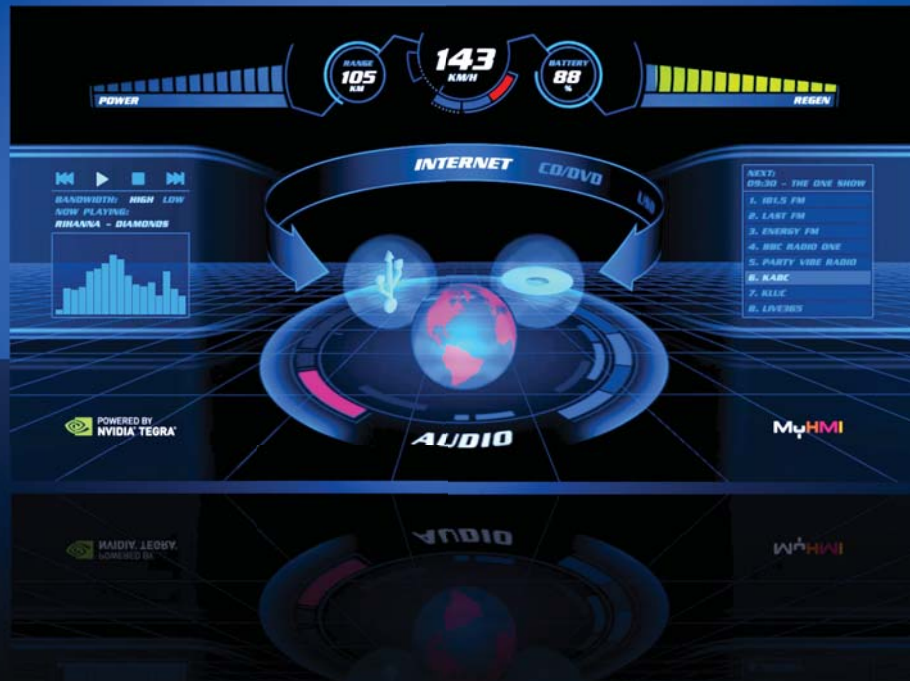 RANGE
105
KM
143
KM/H
BATTERY
88
%
POWER
REGEN
INTERNET
CD/DVD
BANDWIDTH: HIGH LOW
NOW PLAYING:
RIHANNA - DIAMONDS
NEXT:
09:30 - THE ONE SHOW
1. 101.5 FM
2. LAST FM
3. ENERGY FM
4. BBC RADIO ONE
5. PARTY VIBE RADIO
6. KABC
7. KLUC
8. LIVE365
POWERED BY
NVIDIA® TEGRA®
MyHMI
AUDIO